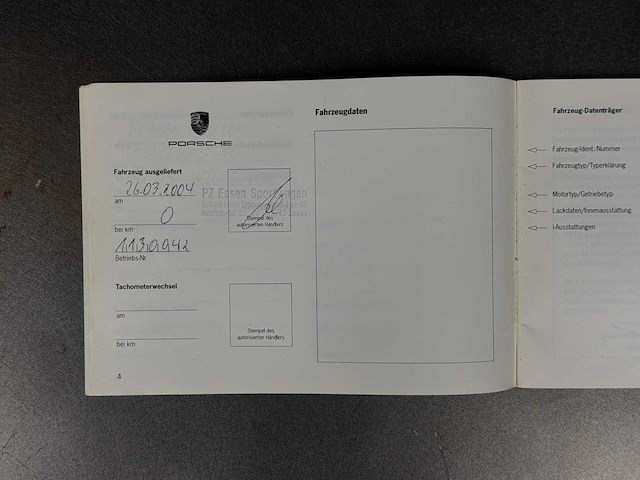 PORSCHE
Fahrzeug ausgeliefert
26.03.2004
am
0
bei km
1130942
Betriebs-Nr.
PZ Essen Sportwagen
Stempel des
autorisierten Händlers
Tachometerwechsel
am
bei km
Stempel des
autorisierten Händlers
4
Fahrzeugdaten
Fahrzeug-Datenträger
Fahrzeug-Ident. Nummer
Fahrzeugtyp/Typerklärung
Motortyp/Getriebetyp
Lackdaten/Innenausstattung
I-Ausstattungen